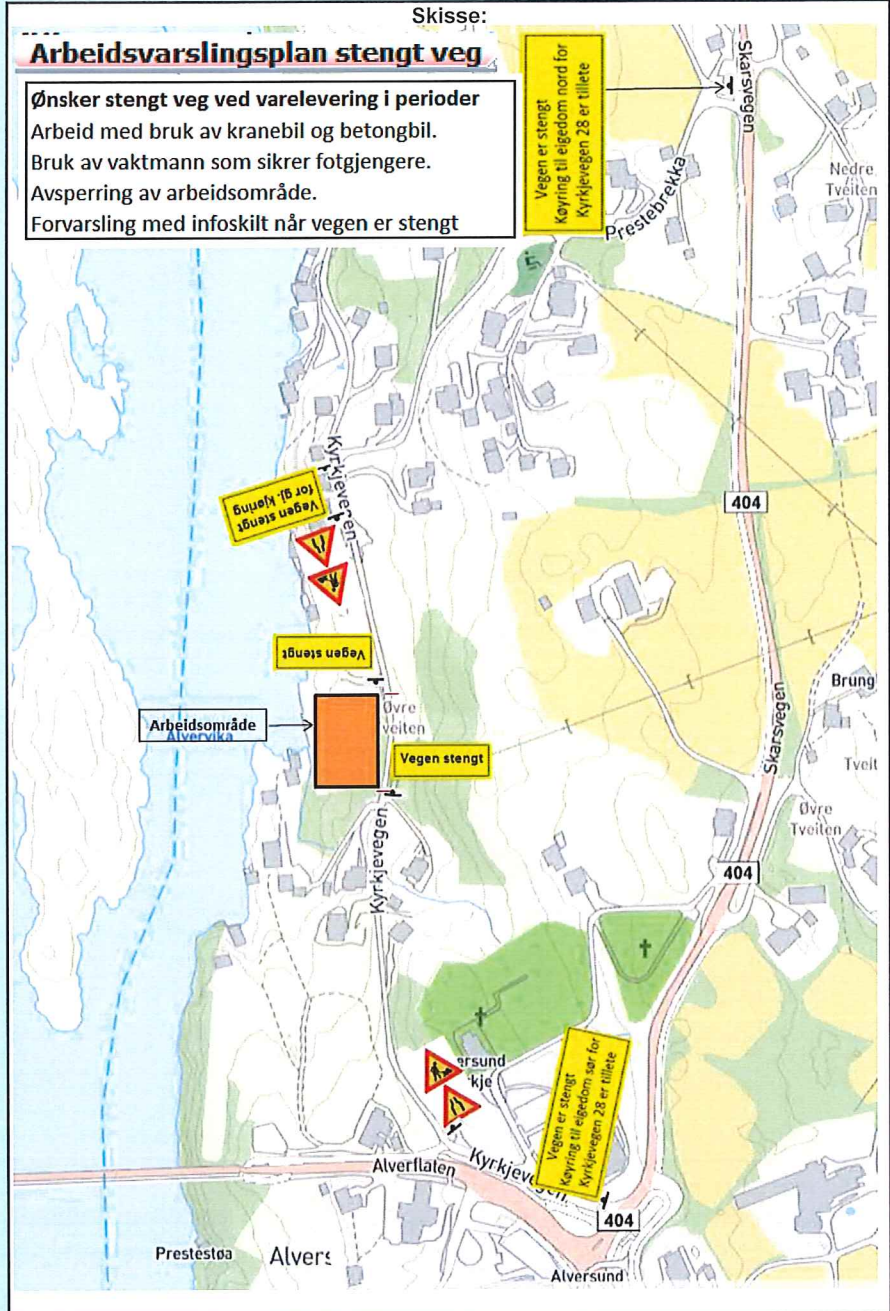 Skisse:
Arbeidsvarslingsplan stengt veg
Ønsker stengt veg ved varelevering i perioder
Arbeid med bruk av kranebil og betongbil.
Bruk av vaktmann som sikrer fotgjengere.
Avsperring av arbeidsområde.
Forvarsling med infoskilt når vegen er stengt
Vegen er stengt
Køyring til eigedom nord for
Kyrkjevegen 28 er tillete
Skarsvegen
Nedre
Tveiten
Prestebrekka
Kyrkjevegen
Vegen stengt
for gj. kjøring
404
Vegen stengt
Øvre
veiten
Arbeidsområde
Alvervika
Vegen stengt
Skarsvegen
Brung
Tveit
Øvre
Tveiten
Kyrkjevegen
404
ersund
kje
Vegen er stengt
Køyring til eigedom sør for
Kyrkjevegen 28 er tillete
Alverflaten
Kyrkjevegen
404
Prestestøa
Alvers
Alversund